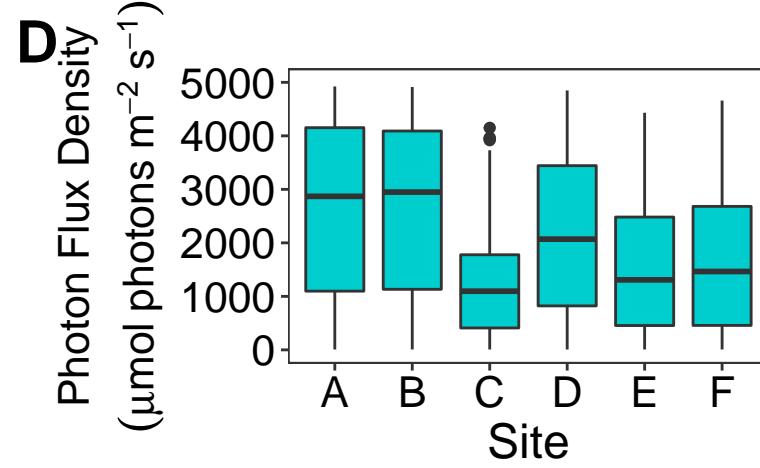 D
Photon Flux Density
(μmol photons m⁻² s⁻¹)
5000
4000
3000
2000
1000
0
A B C D E F
Site